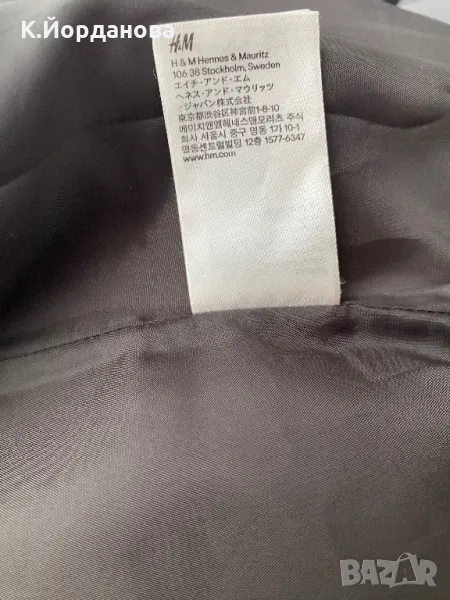 К.Йорданова
H&M
H & M Hennes & Mauritz
106 38 Stockholm, Sweden
エイチ・アンド・エム
ヘネス・アンド・マウリッツ
・ジャパン株式会社
東京都渋谷区神宮前1-8-10
에이치앤엠헤네스앤모리츠 주식
회사 서울시 중구 명동 1가 10-1
명동센트럴빌딩 12층 1577-6347
www.hm.com
BAZAR